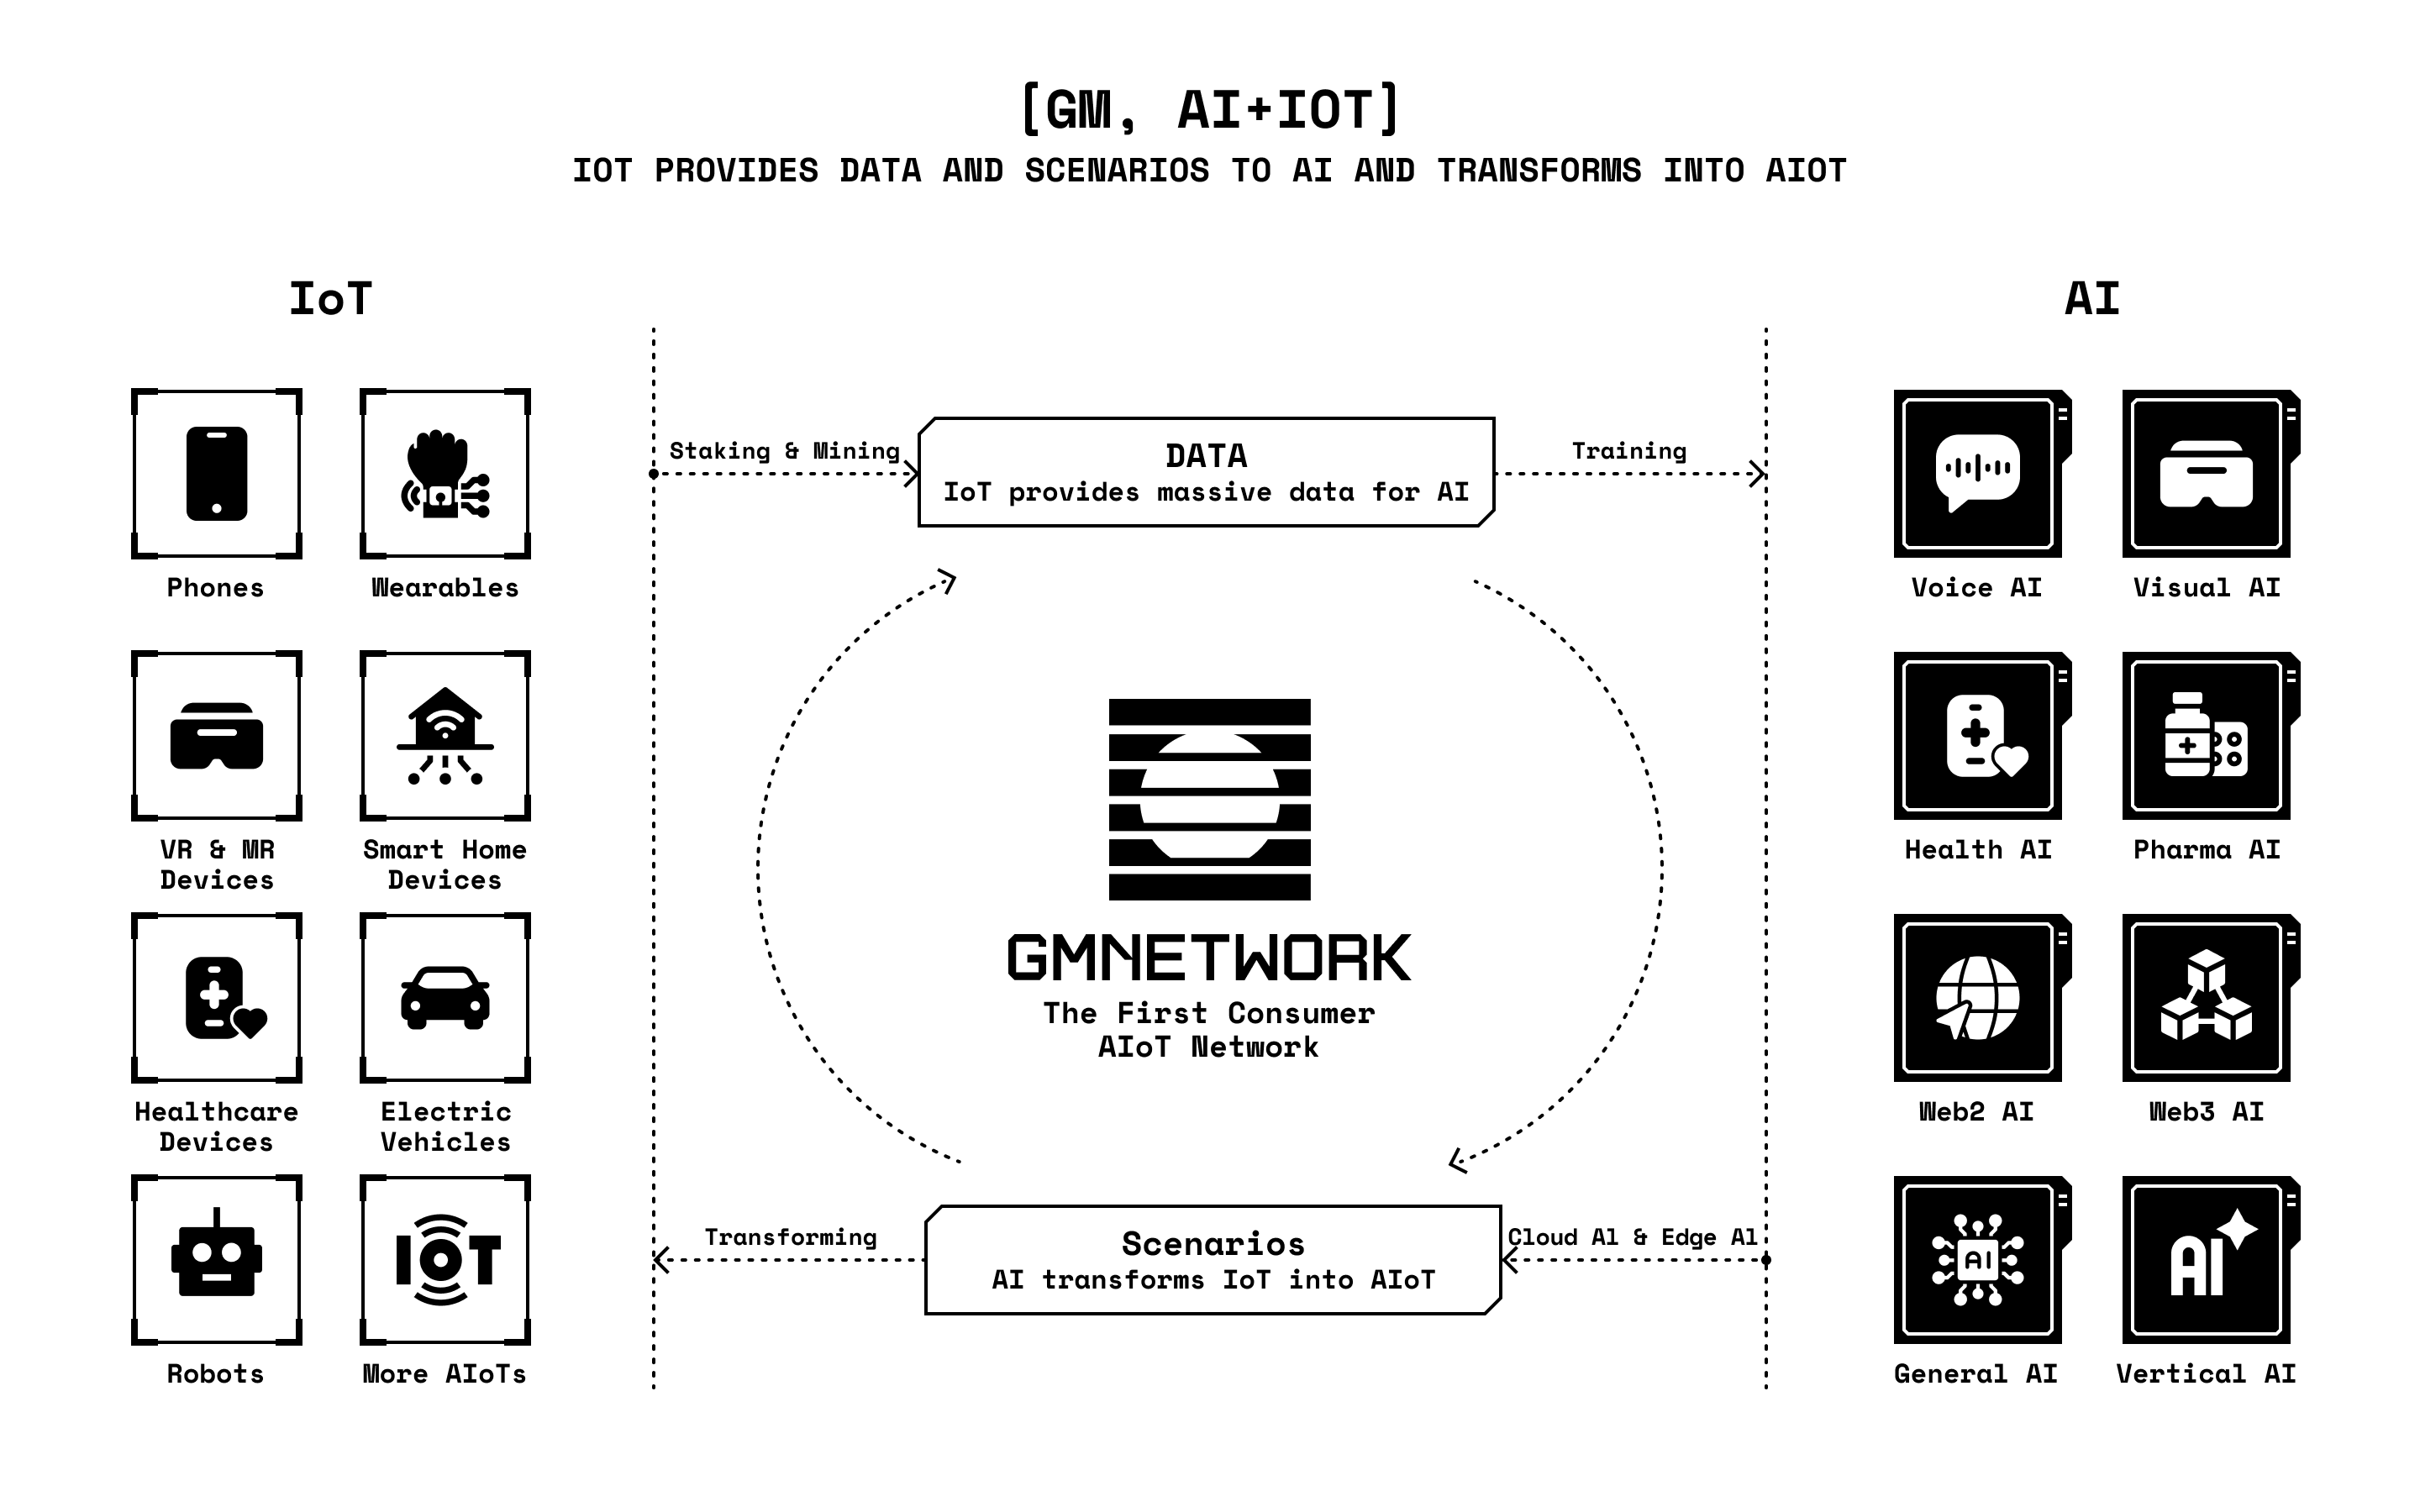 [GM, AI+IOT]
IOT PROVIDES DATA AND SCENARIOS TO AI AND TRANSFORMS INTO AIOT
IoT
Phones
Wearables
VR & MR
Devices
Smart Home
Devices
Healthcare
Devices
Electric
Vehicles
Robots
IOT
More AIoTs
Staking & Mining
DATA
IoT provides massive data for AI
Training
GMNETWORK
The First Consumer
AIoT Network
Transforming
Scenarios
AI transforms IoT into AIoT
Cloud Al & Edge Al
AI
Voice AI
Visual AI
Health AI
Pharma AI
Web2 AI
Web3 AI
AI
General AI
AI
Vertical AI